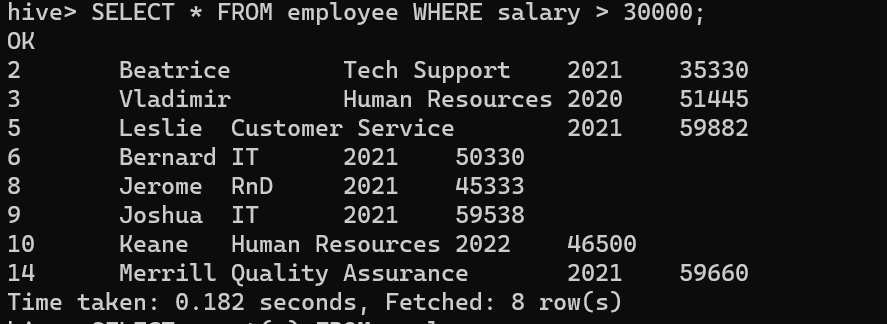 hive> SELECT * FROM employee WHERE salary > 30000;
OK
2 Beatrice Tech Support 2021 35330
3 Vladimir Human Resources 2020 51445
5 Leslie Customer Service 2021 59882
6 Bernard IT 2021 50330
8 Jerome RnD 2021 45333
9 Joshua IT 2021 59538
10 Keane Human Resources 2022 46500
14 Merrill Quality Assurance 2021 59660
Time taken: 0.182 seconds, Fetched: 8 row(s)